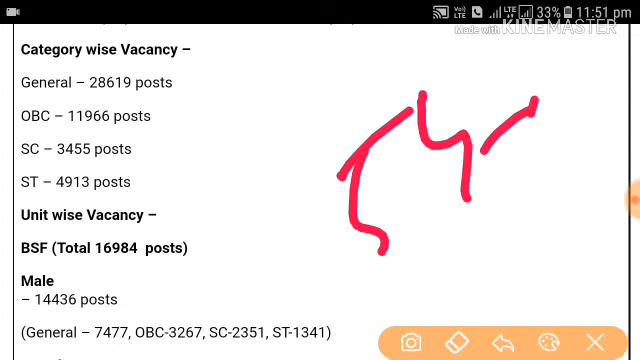 33% 11:51 pm
Made with KINEMASTER
Category wise Vacancy –
General – 28619 posts
OBC – 11966 posts
SC – 3455 posts
ST – 4913 posts
Unit wise Vacancy –
BSF (Total 16984  posts)
Male
– 14436 posts
(General – 7477, OBC-3267, SC-2351, ST-1341)